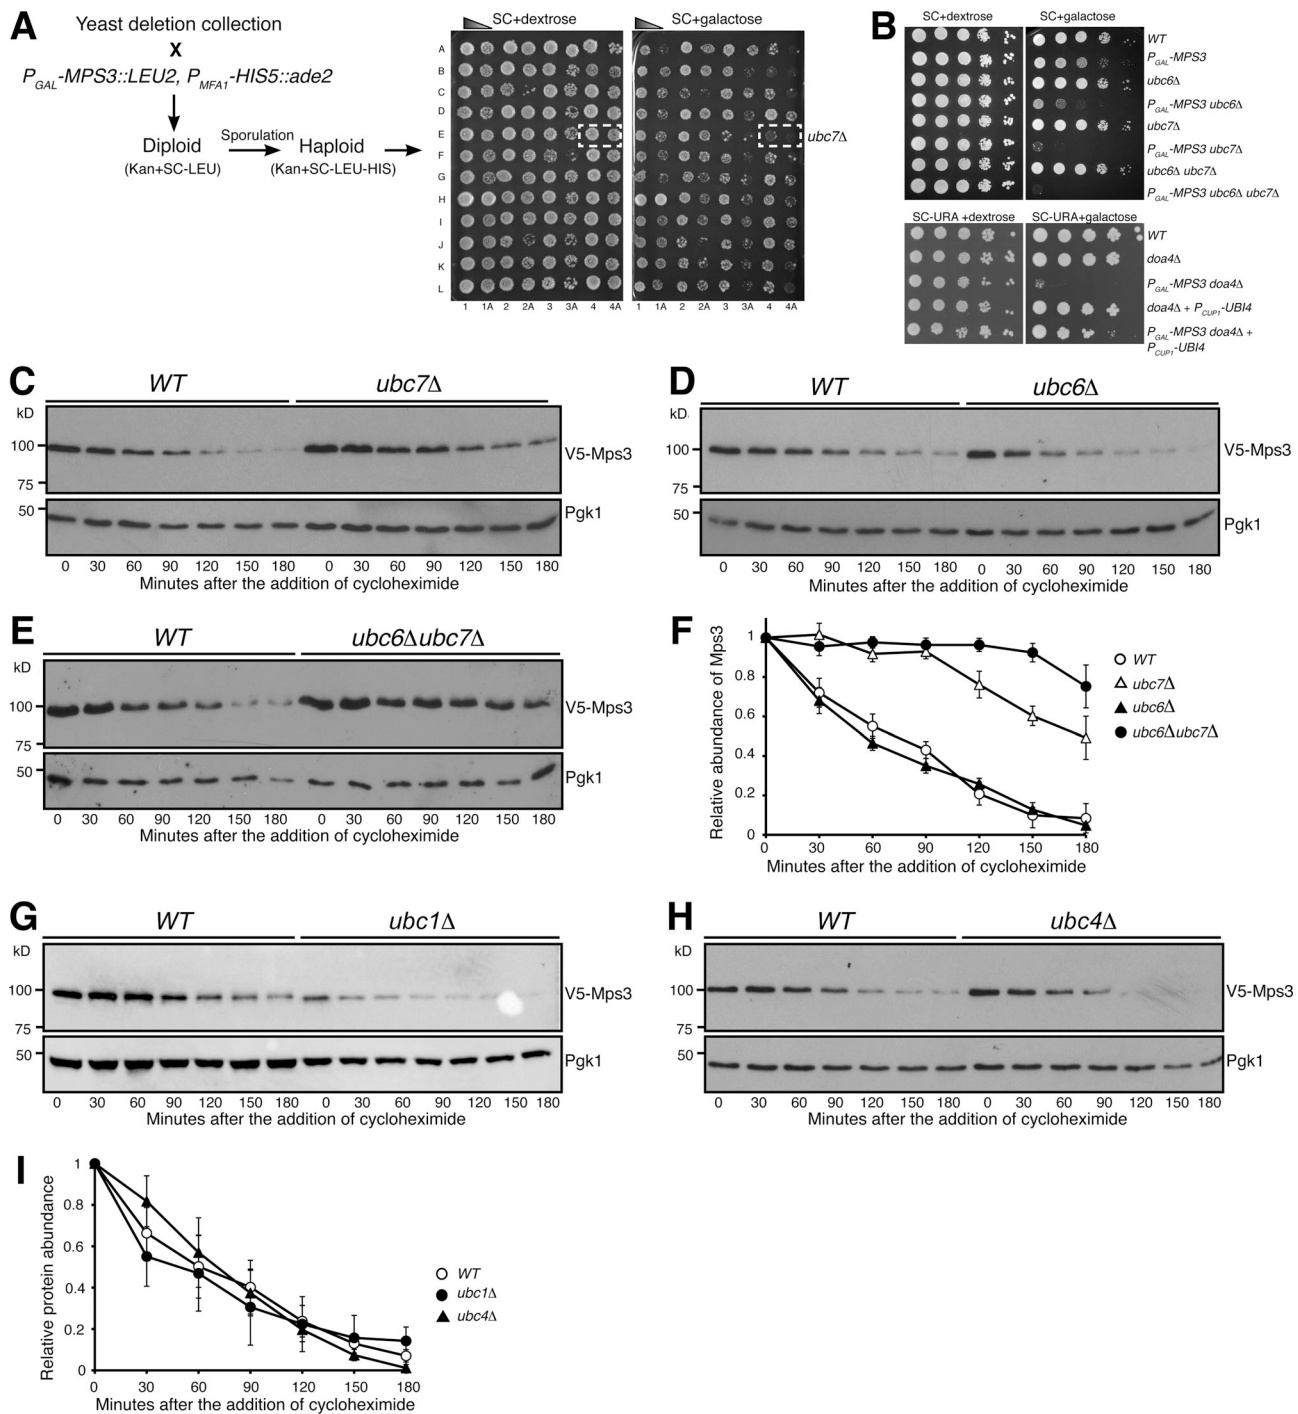 A
Yeast deletion collection
X
P_GAL-MPS3::LEU2, P_MFA1-HIS5::ade2
Diploid
(Kan+SC-LEU)
Sporulation
Haploid
(Kan+SC-LEU-HIS)
SC+dextrose
SC+galactose
A
B
C
D
E
F
G
H
I
J
K
L
ubc7Δ
1 1A 2 2A 3 3A 4 4A
1 1A 2 2A 3 3A 4 4A
B
SC+dextrose
SC+galactose
WT
P_GAL-MPS3
ubc6Δ
P_GAL-MPS3 ubc6Δ
ubc7Δ
P_GAL-MPS3 ubc7Δ
ubc6Δ ubc7Δ
P_GAL-MPS3 ubc6Δ ubc7Δ
SC-URA +dextrose
SC-URA+galactose
WT
doa4Δ
P_GAL-MPS3 doa4Δ
doa4Δ + P_CUP1-UBI4
P_GAL-MPS3 doa4Δ +
P_CUP1-UBI4
C
WT
ubc7Δ
kD
100
75
50
V5-Mps3
Pgk1
0 30 60 90 120 150 180 0 30 60 90 120 150 180
Minutes after the addition of cycloheximide
D
WT
ubc6Δ
kD.
100
75
50
V5-Mps3
Pgk1
0 30 60 90 120 150 180 0 30 60 90 120 150 180
Minutes after the addition of cycloheximide
E
WT
ubc6Δubc7Δ
kD
100
75
50
V5-Mps3
Pgk1
0 30 60 90 120 150 180 0 30 60 90 120 150 180
Minutes after the addition of cycloheximide
F
Relative abundance of Mps3
1
0.8
0.6
0.4
0.2
0
0 30 60 90 120 150 180
Minutes after the addition of cycloheximide
WT
ubc7Δ
ubc6Δ
ubc6Δubc7Δ
G
WT
ubc1Δ
kD
100
75
50
V5-Mps3
Pgk1
0 30 60 90 120 150 180 0 30 60 90 120 150 180
Minutes after the addition of cycloheximide
H
WT
ubc4Δ
kD
100
75
50
V5-Mps3
Pgk1
0 30 60 90 120 150 180 0 30 60 90 120 150 180
Minutes after the addition of cycloheximide
I
Relative protein abundance
1
0.8
0.6
0.4
0.2
0
0 30 60 90 120 150 180
Minutes after the addition of cycloheximide
WT
ubc1Δ
ubc4Δ